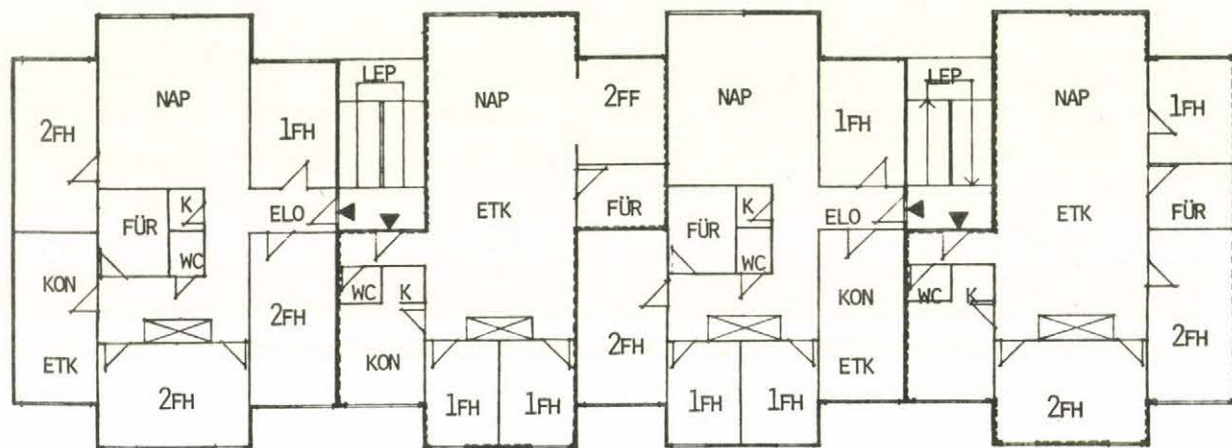 LEP
LEP
NAP
NAP
2FF
NAP
NAP
2FH
1FH
1FH
1FH
K
K
FÜR
ELO
ETK
FÜR
FÜR
ELO
ETK
FÜR
WC
WC
KON
2FH
WC
K
2FH
KON
WC
K
2FH
ETK
KON
ETK
2FH
1FH
1FH
1FH
1FH
2FH